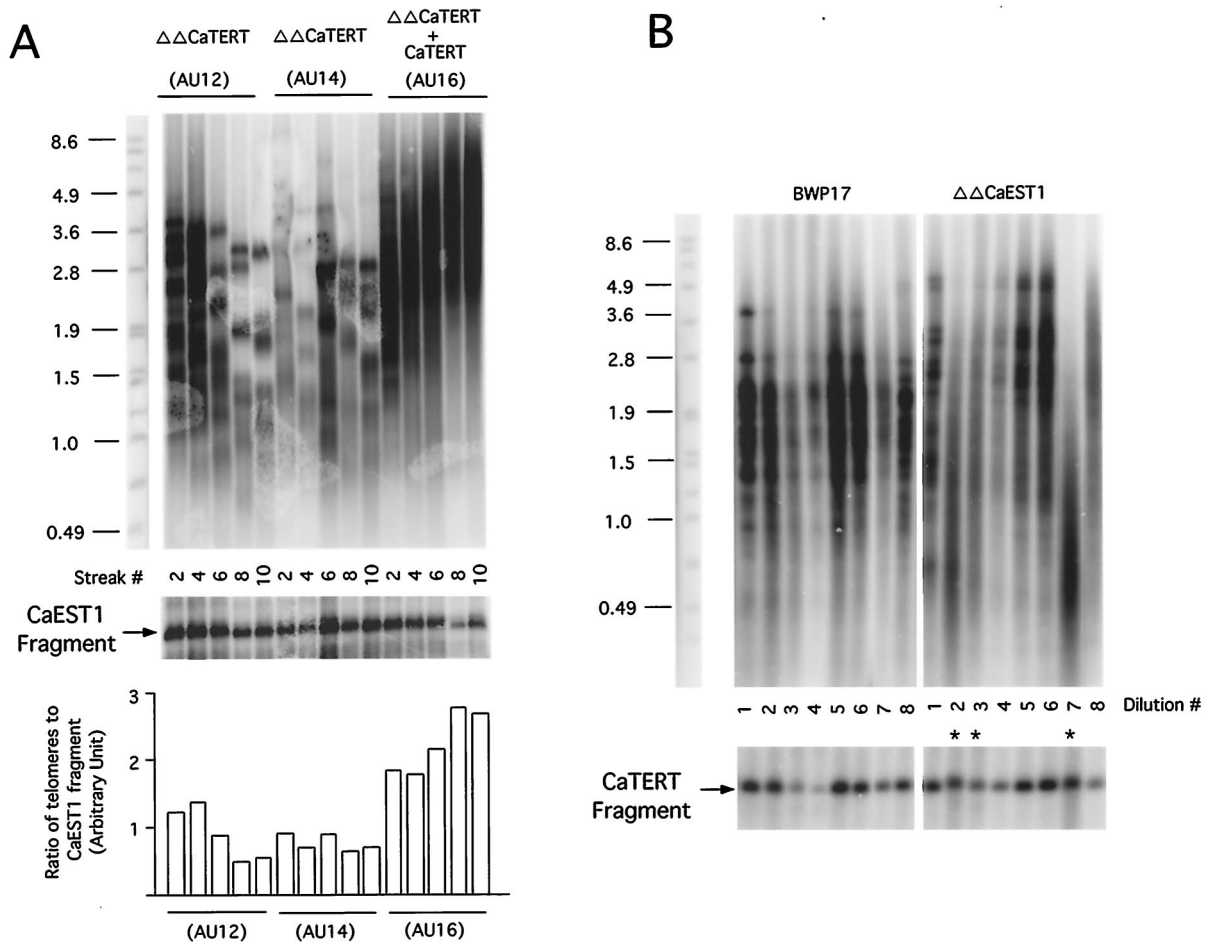 A
△△CaTERT
△△CaTERT
△△CaTERT
+
CaTERT
(AU12)
(AU14)
(AU16)
8.6
4.9
3.6
2.8
1.9
1.5
1.0
0.49
Streak #
2 4 6 8 10 2 4 6 8 10 2 4 6 8 10
CaEST1
Fragment
3
2
1
Ratio of telomeres to
CaEST1 fragment
(Arbitrary Unit)
(AU12)
(AU14)
(AU16)
B
BWP17
△△CaEST1
8.6
4.9
3.6
2.8
1.9
1.5
1.0
0.49
1 2 3 4 5 6 7 8 1 2 3 4 5 6 7 8
Dilution #
* * *
CaTERT
Fragment